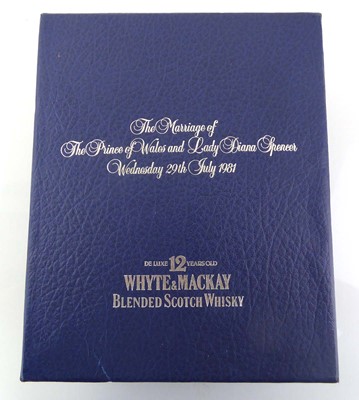 The Marriage of
The Prince of Wales and Lady Diana Spencer
Wednesday 29th July 1981
DE LUXE 12 YEARS OLD
WHYTE & MACKAY
BLENDED SCOTCH WHISKY